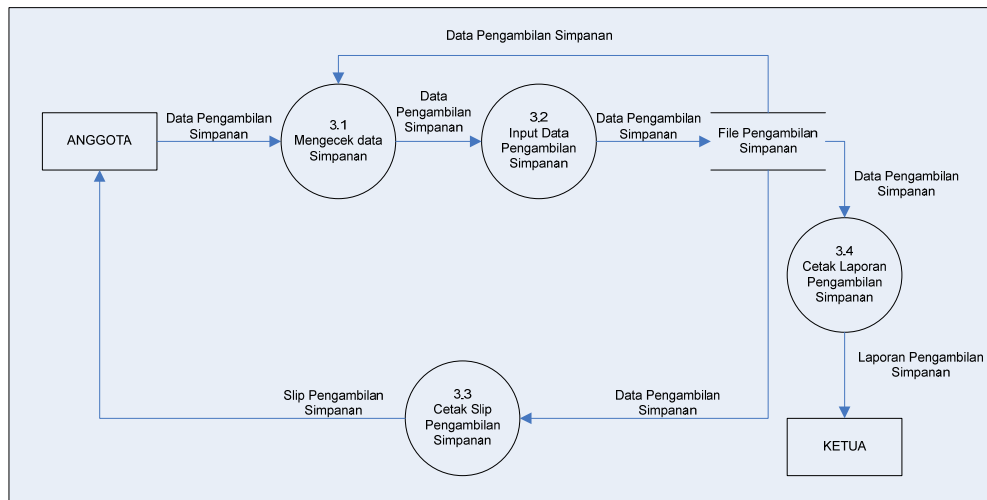 Data Pengambilan Simpanan
ANGGOTA
Data Pengambilan
Simpanan
3.1
Mengecek data
Simpanan
Data
Pengambilan
Simpanan
3.2
Input Data
Pengambilan
Simpanan
Data Pengambilan
Simpanan
File Pengambilan
Simpanan
Data Pengambilan
Simpanan
3.4
Cetak Laporan
Pengambilan
Simpanan
Laporan Pengambilan
Simpanan
KETUA
Data Pengambilan
Simpanan
3.3
Cetak Slip
Pengambilan
Simpanan
Slip Pengambilan
Simpanan